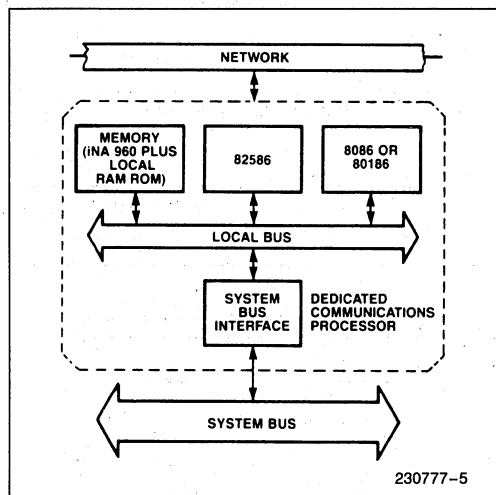 NETWORK
MEMORY
(iNA 960 PLUS
LOCAL
RAM ROM)
82586
8086 OR
80186
LOCAL BUS
SYSTEM
BUS
INTERFACE
DEDICATED
COMMUNICATIONS
PROCESSOR
SYSTEM BUS
230777–5